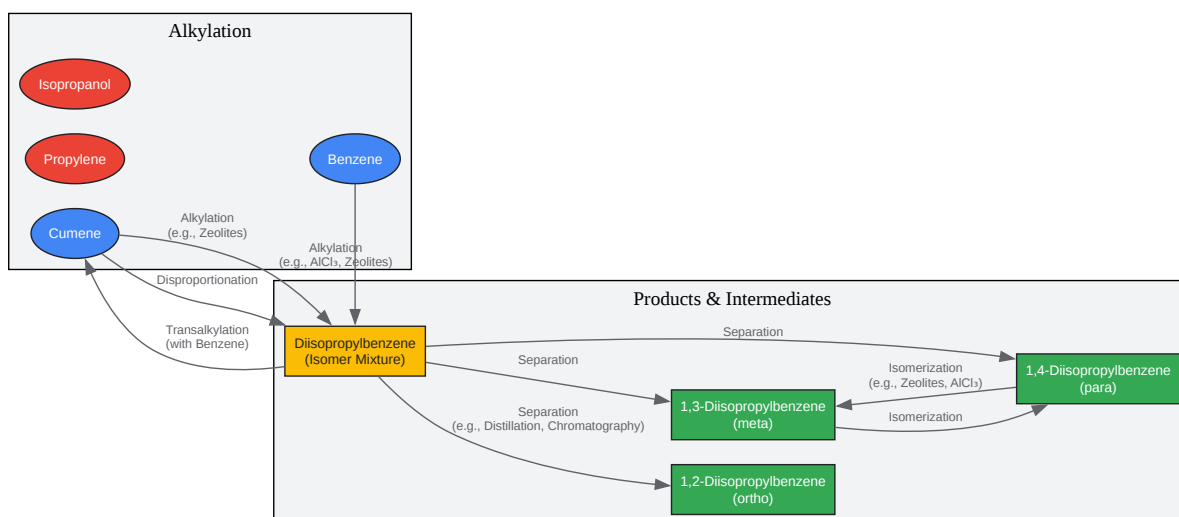 Alkylation
Isopropanol
Propylene
Benzene
Cumene
Alkylation
(e.g., Zeolites)
Alkylation
(e.g., AlCl₃, Zeolites)
Disproportionation
Transalkylation
(with Benzene)
Products & Intermediates
Diisopropylbenzene
(Isomer Mixture)
Separation
Separation
Separation
(e.g., Distillation, Chromatography)
Isomerization
(e.g., Zeolites, AlCl₃)
Isomerization
1,4-Diisopropylbenzene
(para)
1,3-Diisopropylbenzene
(meta)
1,2-Diisopropylbenzene
(ortho)